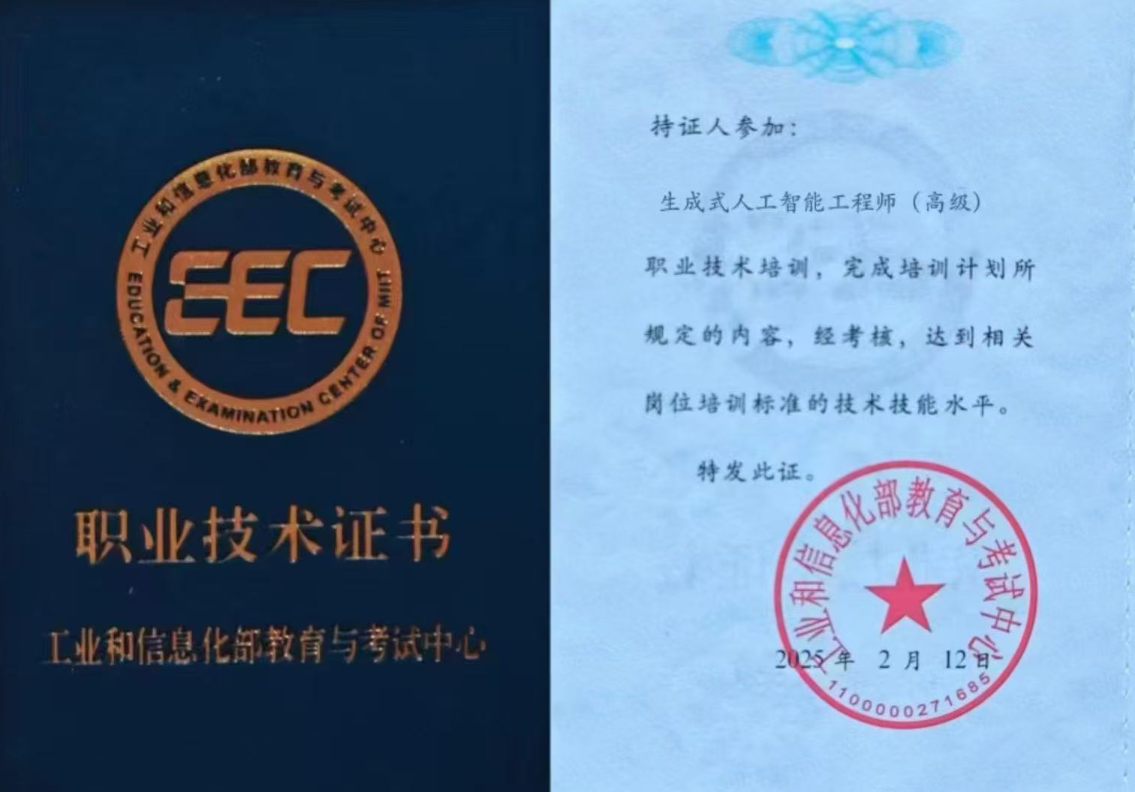 工业和信息化部教育与考试中心
EEC
EDUCATION & EXAMINATION CENTER OF MIIT
职业技术证书
工业和信息化部教育与考试中心
持证人参加：
生成式人工智能工程师（高级）
职业技术培训，完成培训计划所
规定的内容，经考核，达到相关
岗位培训标准的技术技能水平。
特发此证。
工业和信息化部教育与考试中心
2025 年 2 月 12 日
1100000271685